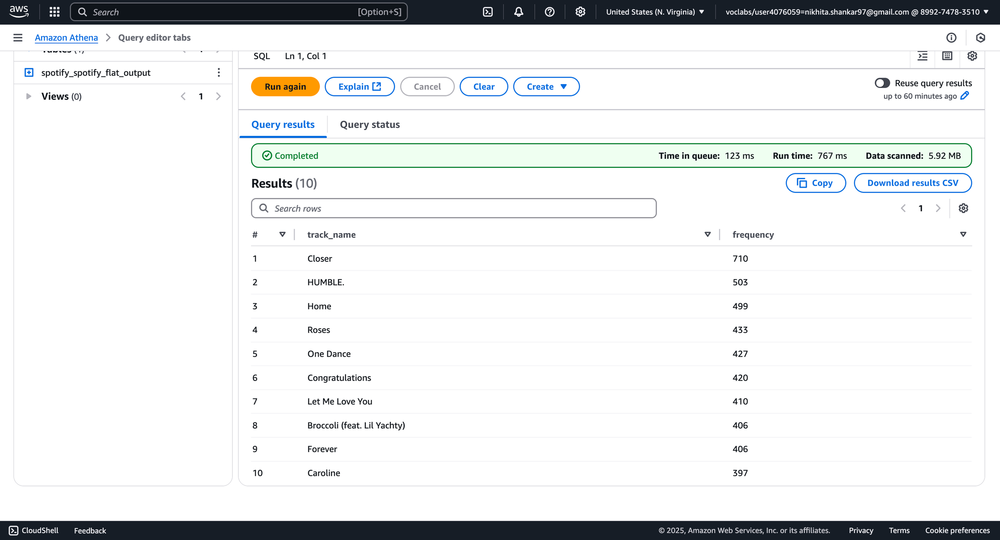 aws
Search [Option+S] United States (N. Virginia) voclabs/user4076059=nikhita.shankar97@gmail.com @ 8992-7478-3510
Amazon Athena > Query editor tabs
Tables (1) 1
SQL Ln 1, Col 1
spotify_spotify_flat_output
Run again Explain Cancel Clear Create Reuse query results
up to 60 minutes ago
Views (0) 1
Query results Query status
Completed Time in queue: 123 ms Run time: 767 ms Data scanned: 5.92 MB
Results (10) Copy Download results CSV
Search rows 1
# track_name frequency
1 Closer 710
2 HUMBLE. 503
3 Home 499
4 Roses 433
5 One Dance 427
6 Congratulations 420
7 Let Me Love You 410
8 Broccoli (feat. Lil Yachty) 406
9 Forever 406
10 Caroline 397
CloudShell Feedback © 2025, Amazon Web Services, Inc. or its affiliates. Privacy Terms Cookie preferences